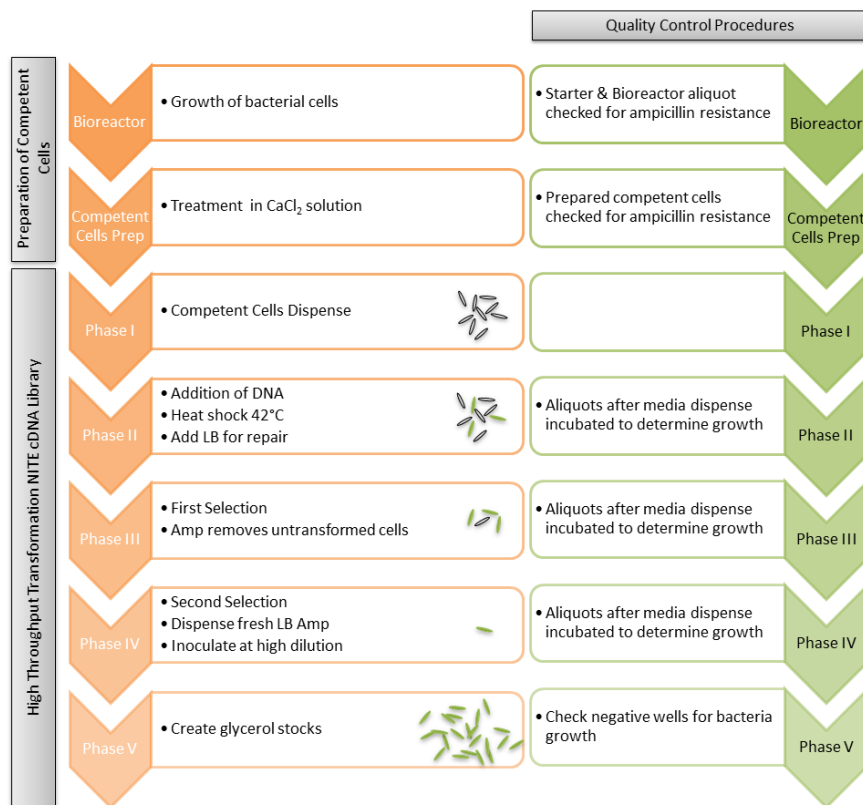 Quality Control Procedures
Preparation of Competent
Cells
Bioreactor
• Growth of bacterial cells
• Starter & Bioreactor aliquot
checked for ampicillin resistance
Bioreactor
Competent
Cells Prep
• Treatment in CaCl₂ solution
• Prepared competent cells
checked for ampicillin resistance
Competent
Cells Prep
High Throughput Transformation NITE cDNA Library
Phase I
• Competent Cells Dispense
Phase I
Phase II
• Addition of DNA
• Heat shock 42°C
• Add LB for repair
• Aliquots after media dispense
incubated to determine growth
Phase II
Phase III
• First Selection
• Amp removes untransformed cells
• Aliquots after media dispense
incubated to determine growth
Phase III
Phase IV
• Second Selection
• Dispense fresh LB Amp
• Inoculate at high dilution
• Aliquots after media dispense
incubated to determine growth
Phase IV
Phase V
• Create glycerol stocks
• Check negative wells for bacteria
growth
Phase V